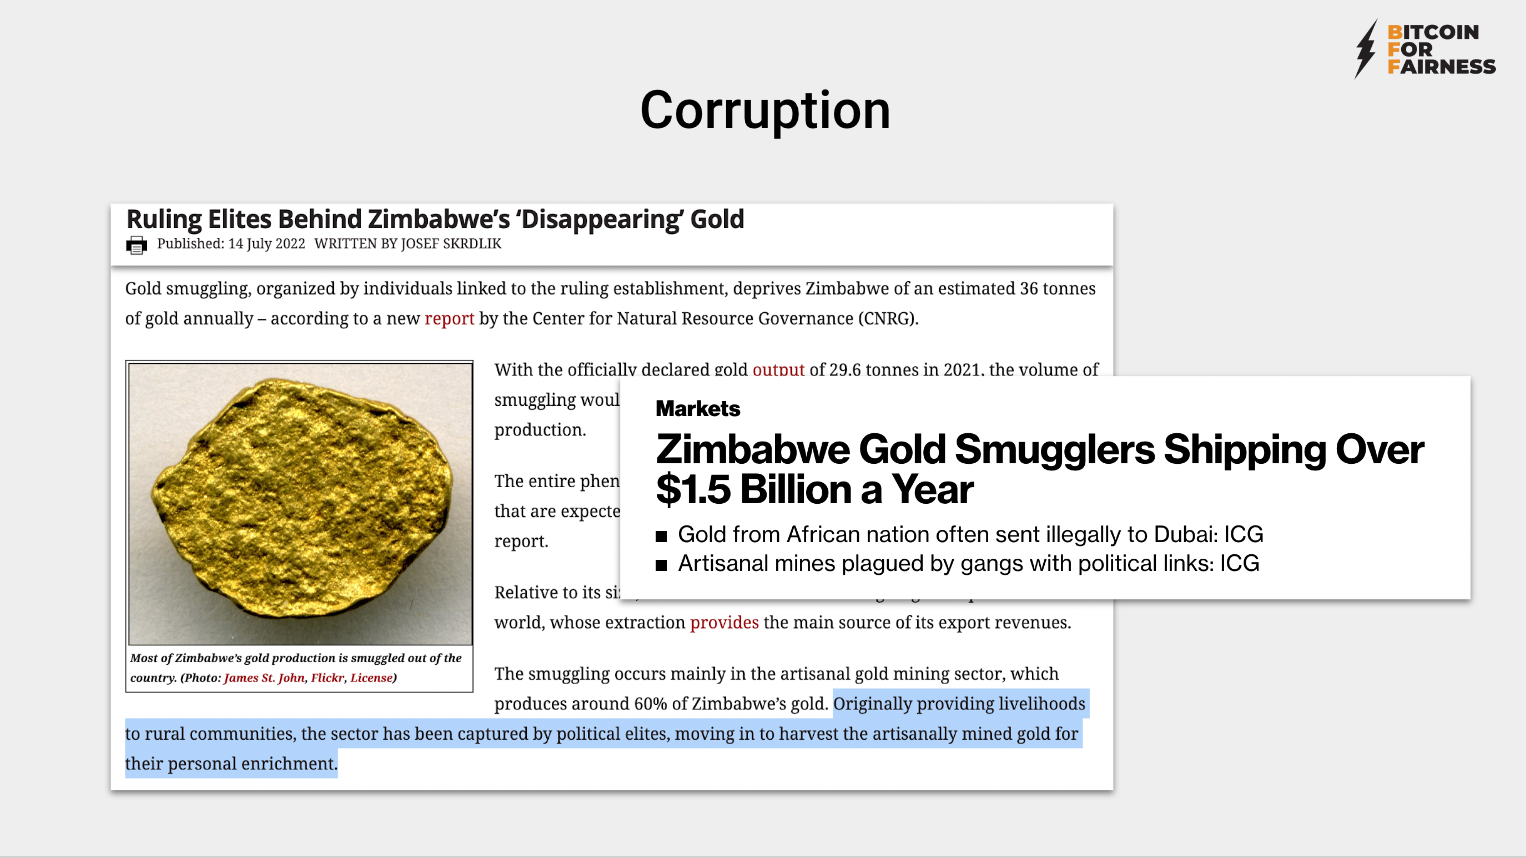 BITCOIN
FOR
FAIRNESS
Corruption
Ruling Elites Behind Zimbabwe’s ‘Disappearing’ Gold
Published: 14 July 2022 WRITTEN BY JOSEF SKRDLIK
Gold smuggling, organized by individuals linked to the ruling establishment, deprives Zimbabwe of an estimated 36 tonnes
of gold annually – according to a new report by the Center for Natural Resource Governance (CNRG).
With the officially declared gold output of 29.6 tonnes in 2021, the volume of
smuggling
production.
The entire
that are
report.
Relative to its
world, whose extraction provides the main source of its export revenues.
The smuggling occurs mainly in the artisanal gold mining sector, which
produces around 60% of Zimbabwe’s gold. Originally providing livelihoods
to rural communities, the sector has been captured by political elites, moving in to harvest the artisanally mined gold for
their personal enrichment.
Most of Zimbabwe’s gold production is smuggled out of the
country. (Photo: James St. John, Flickr, License)
Markets
Zimbabwe Gold Smugglers Shipping Over
$1.5 Billion a Year
■ Gold from African nation often sent illegally to Dubai: ICG
■ Artisanal mines plagued by gangs with political links: ICG